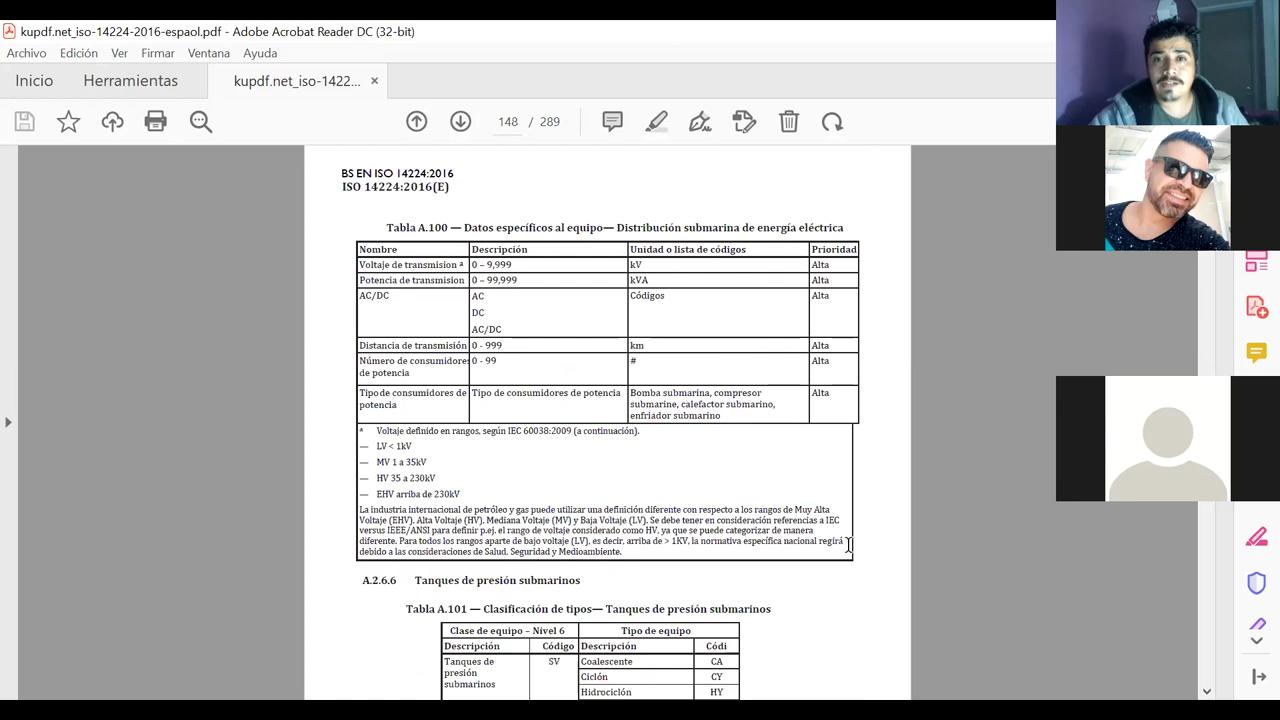 kupdf.net_iso-14224-2016-espaol.pdf - Adobe Acrobat Reader DC (32-bit)
Archivo Edición Ver Firmar Ventana Ayuda
Inicio Herramientas kupdf.net_iso-1422... ×
148 / 289
BS EN ISO 14224:2016
ISO 14224:2016(E)
Tabla A.100 — Datos específicos al equipo— Distribución submarina de energía eléctrica
Nombre Descripción Unidad o lista de códigos Prioridad
Voltaje de transmision a 0 – 9,999 kV Alta
Potencia de transmision 0 – 99,999 kVA Alta
AC/DC AC Códigos Alta
DC
AC/DC
Distancia de transmisión 0 - 999 km Alta
Número de consumidores 0 - 99 # Alta
de potencia
Tipo de consumidores de Tipo de consumidores de potencia Bomba submarina, compresor Alta
potencia submarine, calefactor submarino,
enfriador submarino
a Voltaje definido en rangos, según IEC 60038:2009 (a continuación).
— LV < 1kV
— MV 1 a 35kV
— HV 35 a 230kV
— EHV arriba de 230kV
La industria internacional de petróleo y gas puede utilizar una definición diferente con respecto a los rangos de Muy Alta
Voltaje (EHV). Alta Voltaje (HV). Mediana Voltaje (MV) y Baja Voltaje (LV). Se debe tener en consideración referencias a IEC
versus IEEE/ANSI para definir p.ej. el rango de voltaje considerado como HV, ya que se puede categorizar de manera
diferente. Para todos los rangos aparte de bajo voltaje (LV), es decir, arriba de > 1KV, la normativa específica nacional regirá
debido a las consideraciones de Salud, Seguridad y Medioambiente.
A.2.6.6 Tanques de presión submarinos
Tabla A.101 — Clasificación de tipos— Tanques de presión submarinos
Clase de equipo – Nivel 6 Tipo de equipo
Descripción Código Descripción Códi
Tanques de SV Coalescente CA
presión Ciclón CY
submarinos Hidrociclón HY